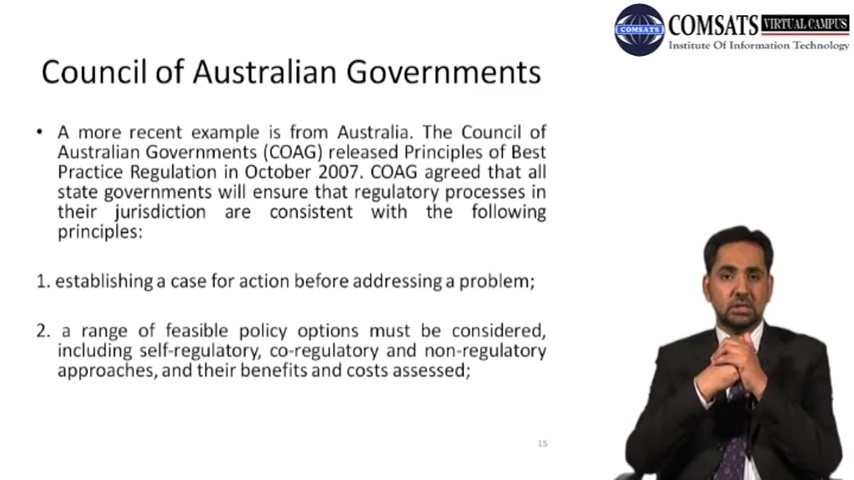 COMSATS VIRTUAL CAMPUS
Institute Of Information Technology
COMSATS
Council of Australian Governments
• A more recent example is from Australia. The Council of
Australian Governments (COAG) released Principles of Best
Practice Regulation in October 2007. COAG agreed that all
state governments will ensure that regulatory processes in
their jurisdiction are consistent with the following
principles:
1. establishing a case for action before addressing a problem;
2. a range of feasible policy options must be considered,
including self-regulatory, co-regulatory and non-regulatory
approaches, and their benefits and costs assessed;
15